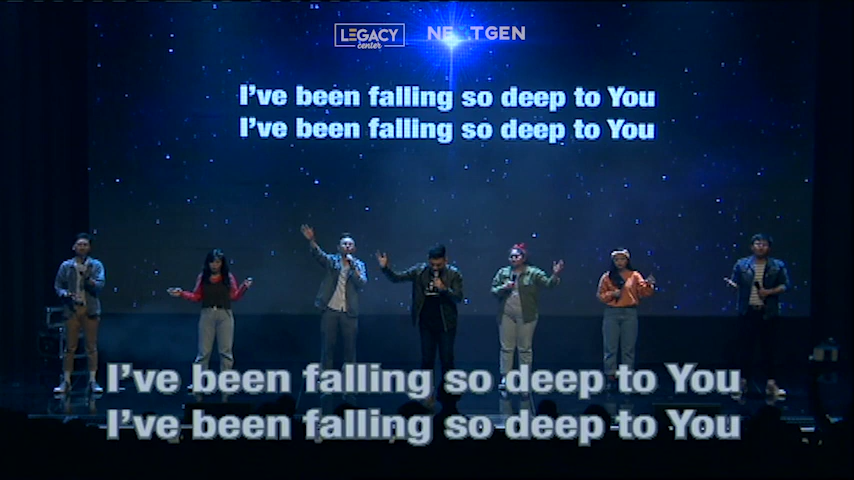 LEGACY
center
NEXTGEN
I've been falling so deep to You
I've been falling so deep to You
I've been falling so deep to You
I've been falling so deep to You